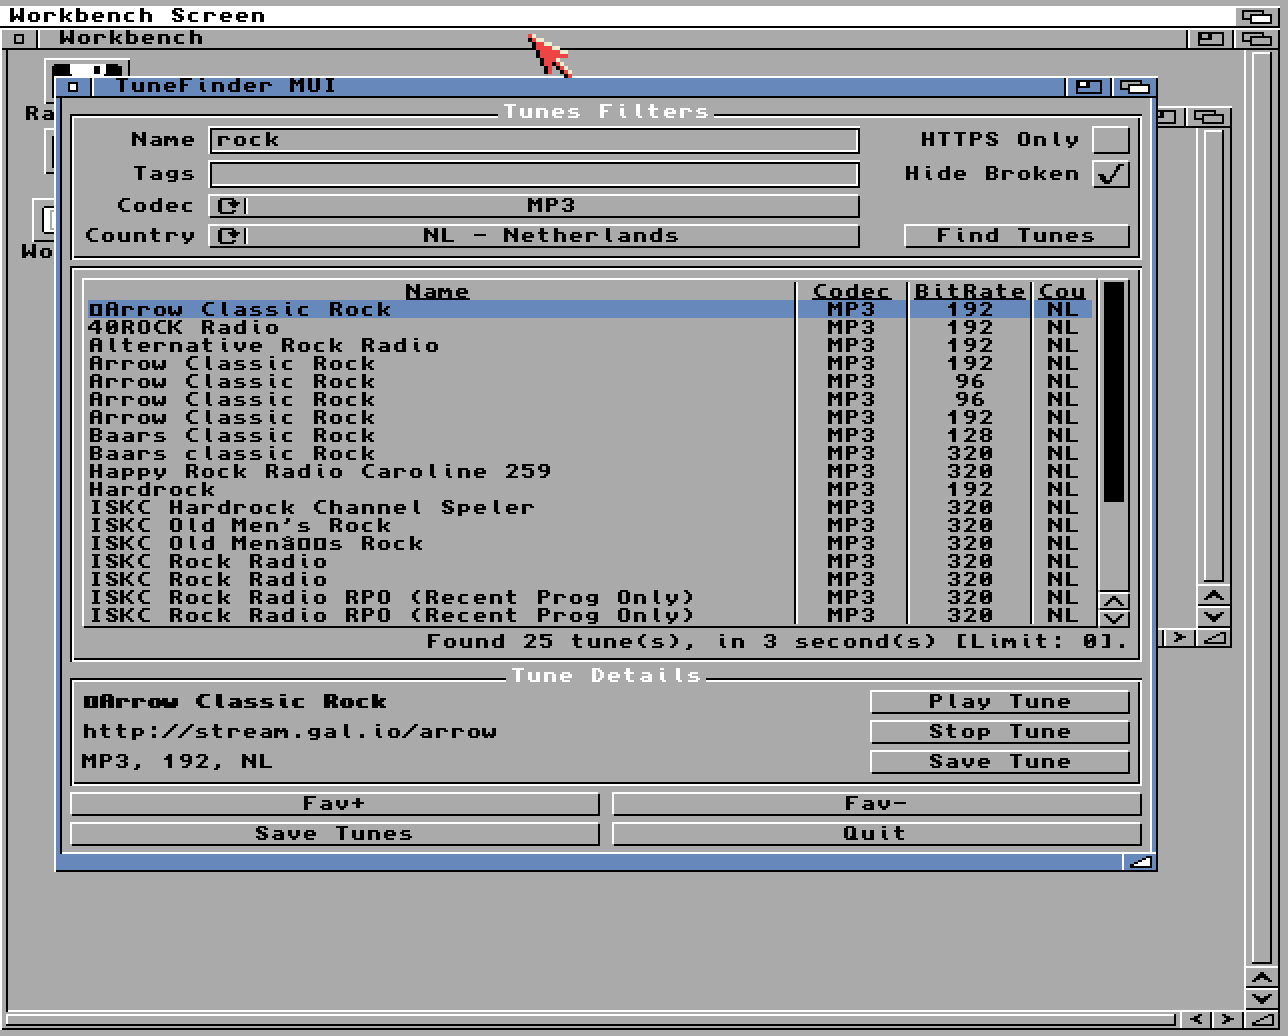 Workbench Screen
Workbench
TuneFinder MUI
Ra
Wo
Tunes Filters
Name rock HTTPS Only
Tags Hide Broken
Codec MP3
Country NL - Netherlands Find Tunes
Name Codec BitRate Cou
▯Arrow Classic Rock MP3 192 NL
40ROCK Radio MP3 192 NL
Alternative Rock Radio MP3 192 NL
Arrow Classic Rock MP3 192 NL
Arrow Classic Rock MP3 96 NL
Arrow Classic Rock MP3 96 NL
Arrow Classic Rock MP3 192 NL
Baars Classic Rock MP3 128 NL
Baars classic Rock MP3 320 NL
Happy Rock Radio Caroline 259 MP3 320 NL
Hardrock MP3 192 NL
ISKC Hardrock Channel Speler MP3 320 NL
ISKC Old Men's Rock MP3 320 NL
ISKC Old Menâ▯▯s Rock MP3 320 NL
ISKC Rock Radio MP3 320 NL
ISKC Rock Radio MP3 320 NL
ISKC Rock Radio RPO (Recent Prog Only) MP3 320 NL
ISKC Rock Radio RPO (Recent Prog Only) MP3 320 NL
Found 25 tune(s), in 3 second(s) [Limit: 0].
Tune Details
▯Arrow Classic Rock Play Tune
http://stream.gal.io/arrow Stop Tune
MP3, 192, NL Save Tune
Fav+ Fav-
Save Tunes Quit